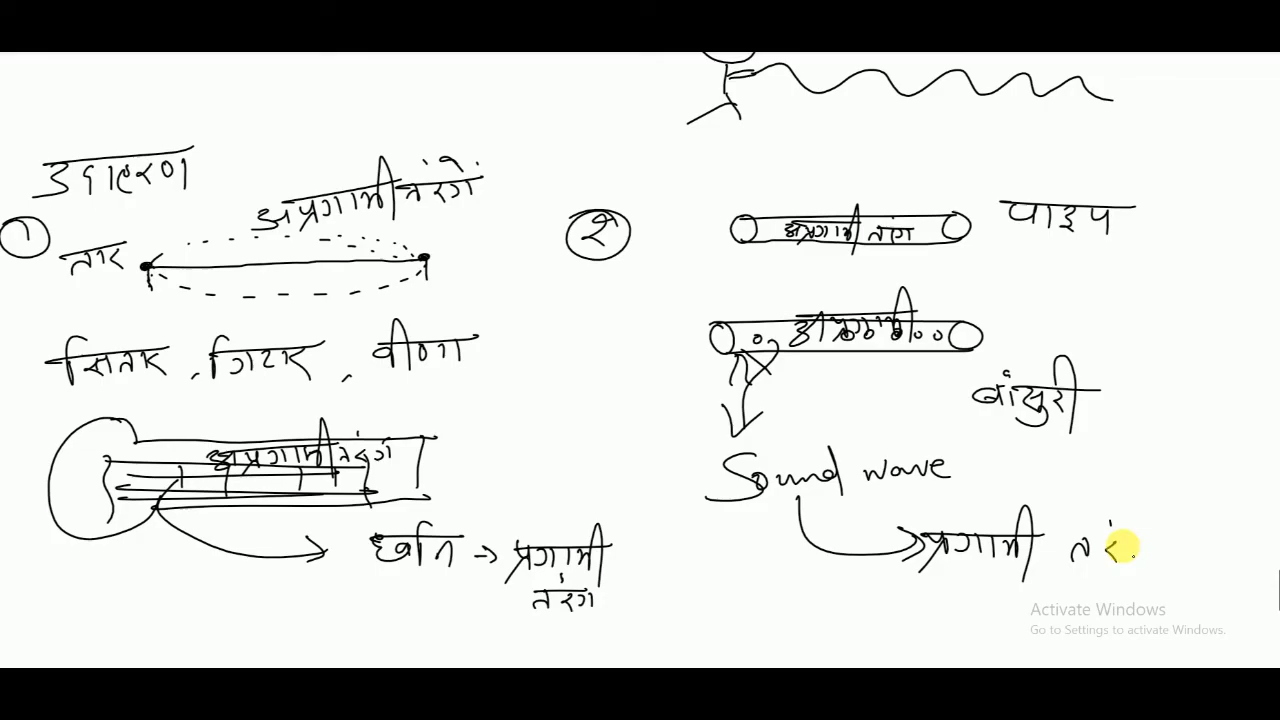 उदाहरण
अप्रगामी तरंगें
१
तार
सितार, गिटार, वीणा
अप्रगामी तरंगें
ध्वनि → प्रगामी
तरंग
२
अप्रगामी तरंग
पाइप
अप्रगामी
बांसुरी
Sound wave
प्रगामी तरं
Activate Windows
Go to Settings to activate Windows.